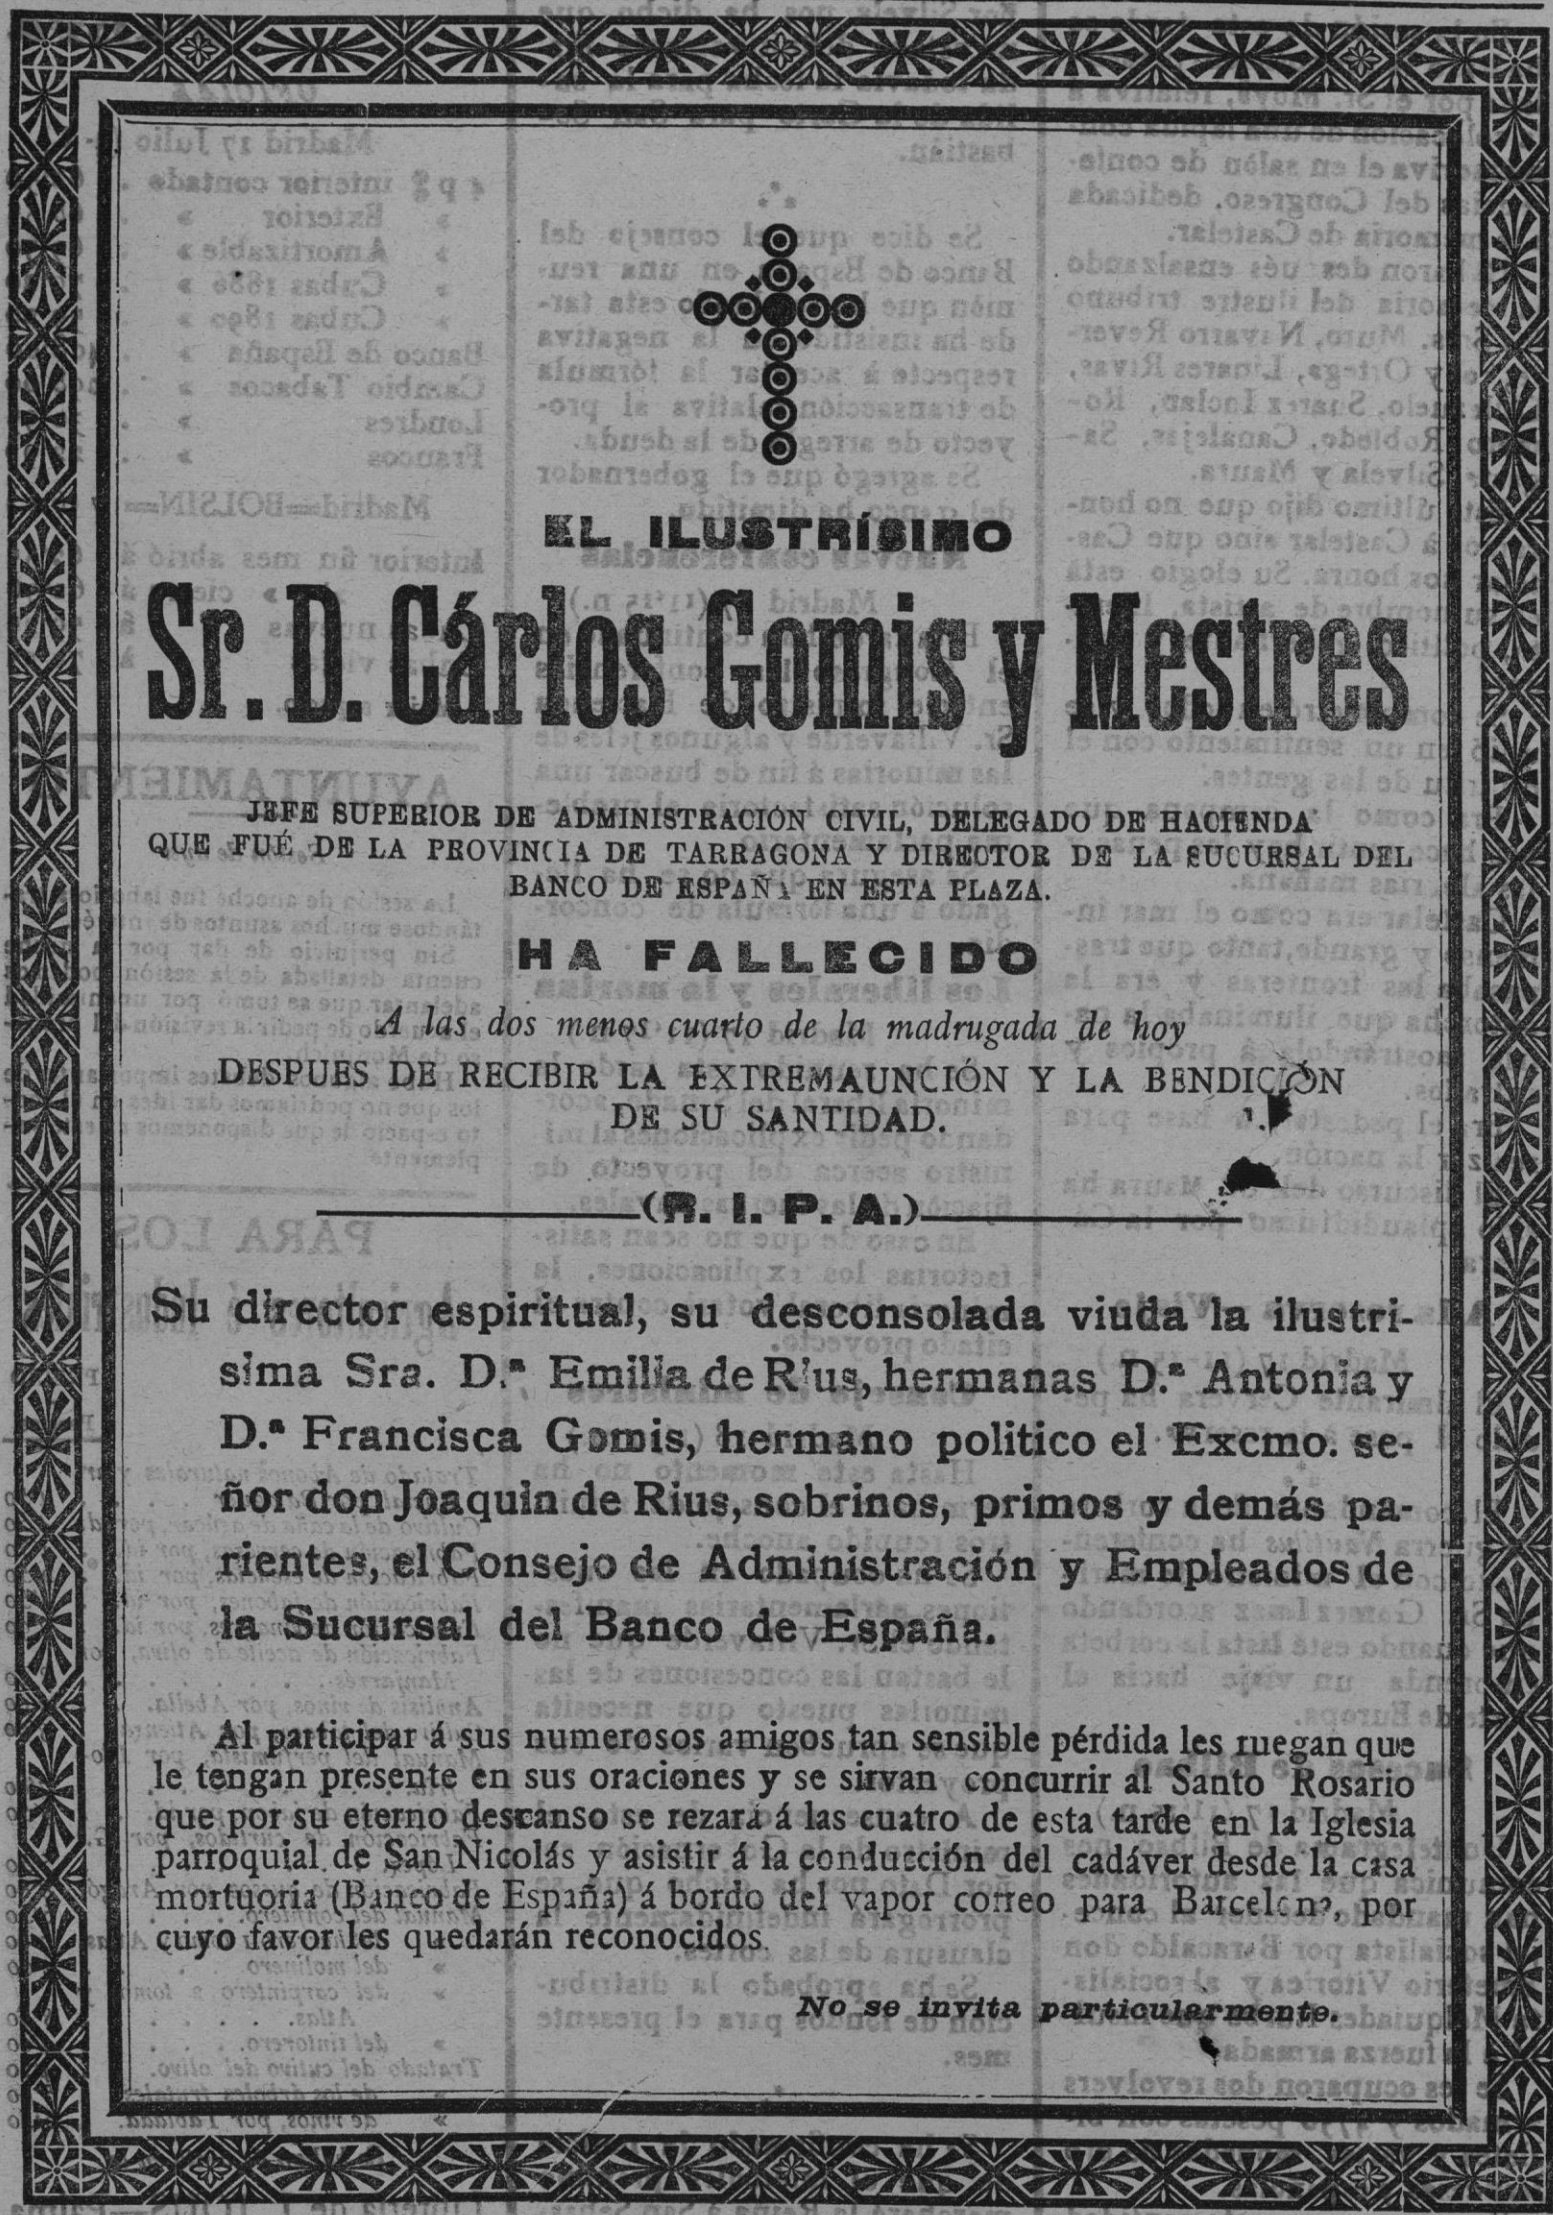 EL ILUSTRÍSIMO
Sr. D. Cárlos Gomis y Mestres
JEFE SUPERIOR DE ADMINISTRACIÓN CIVIL, DELEGADO DE HACIENDA
QUE FUÉ DE LA PROVINCIA DE TARRAGONA Y DIRECTOR DE LA SUCURSAL DEL
BANCO DE ESPAÑA EN ESTA PLAZA.
HA FALLECIDO
A las dos menos cuarto de la madrugada de hoy
DESPUES DE RECIBIR LA EXTREMAUNCIÓN Y LA BENDICIÓN
DE SU SANTIDAD.
(R. I. P. A.)
Su director espiritual, su desconsolada viuda la ilustri-
sima Sra. D.ª Emilia de Rius, hermanas D.ª Antonia y
D.ª Francisca Gomis, hermano politico el Excmo. se-
ñor don Joaquin de Rius, sobrinos, primos y demás pa-
rientes, el Consejo de Administración y Empleados de
la Sucursal del Banco de España.
Al participar á sus numerosos amigos tan sensible pérdida les ruegan que
le tengan presente en sus oraciones y se sirvan concurrir al Santo Rosario
que por su eterno descanso se rezará á las cuatro de esta tarde en la Iglesia
parroquial de San Nicolás y asistir á la conducción del cadáver desde la casa
mortuoria (Banco de España) á bordo del vapor correo para Barcelona, por
cuyo favor les quedarán reconocidos.
No se invita particularmente.